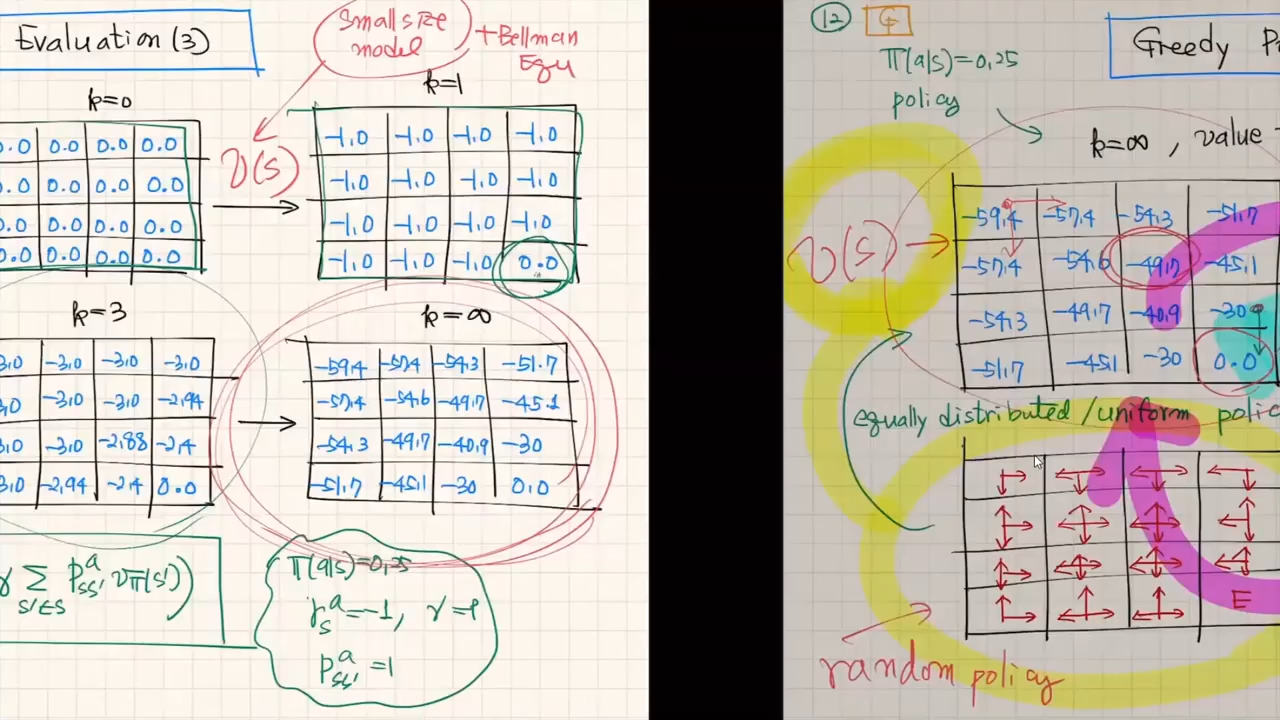 Evaluation (3)
Small size
model
+ Bellman
Equ
k=0
k=1
0.0 0.0 0.0 0.0
0.0 0.0 0.0 0.0
0.0 0.0 0.0 0.0
0.0 0.0 0.0 0.0
v(s)
-1.0 -1.0 -1.0 -1.0
-1.0 -1.0 -1.0 -1.0
-1.0 -1.0 -1.0 -1.0
-1.0 -1.0 -1.0 0.0
k=3
k=∞
3.0 -3.0 -3.0 -3.0
3.0 -3.0 -3.0 -2.94
3.0 -3.0 -2.88 -2.4
3.0 -2.94 -2.4 0.0
-59.4 -57.4 -54.3 -51.7
-57.4 -54.6 -49.7 -45.1
-54.3 -49.7 -40.9 -30
-51.7 -45.1 -30 0.0
γ Σ s'∈S P^a_ss' vπ(s'))
π(a|s)=0.25
r^a_s=-1, γ=1
P^a_ss'=1
12 G
Greedy
π(a|s)=0.25
policy
k=∞, value
v(s)
-59.4 -57.4 -54.3 -51.7
-57.4 -54.6 -49.7 -45.1
-54.3 -49.7 -40.9 -30
-51.7 -45.1 -30 0.0
equally distributed/uniform polic
E
random policy